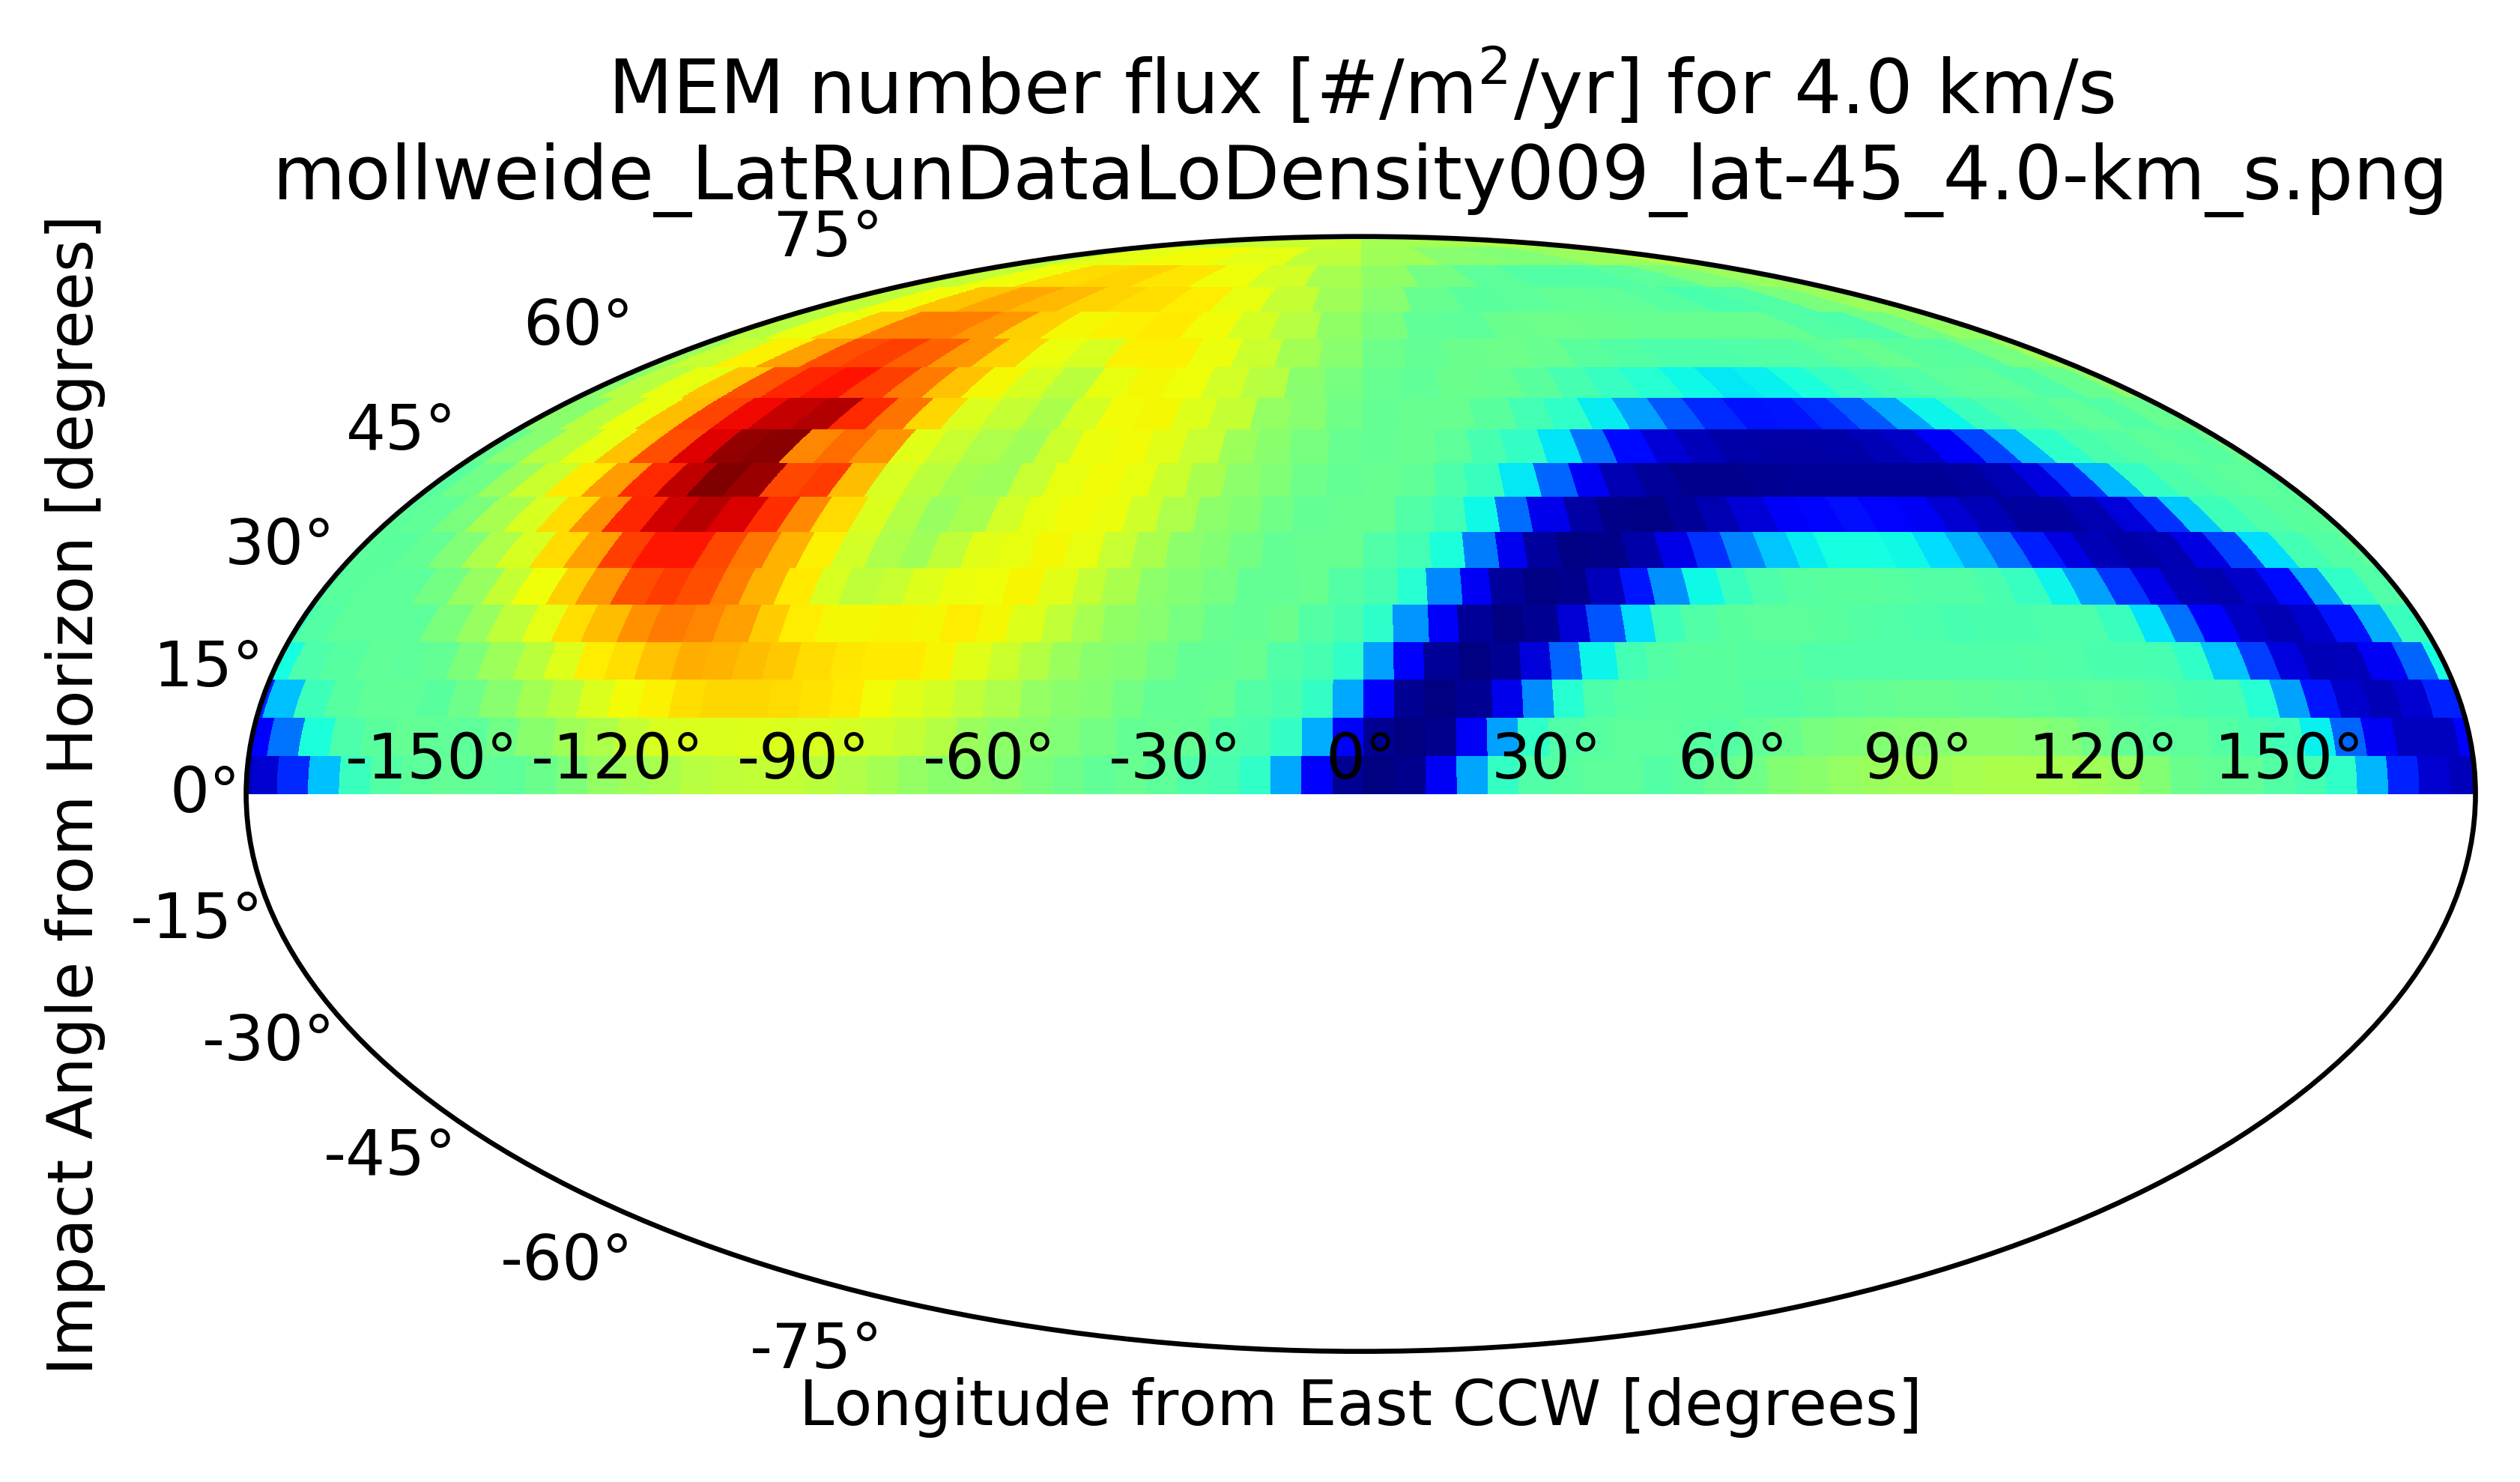 MEM number flux [#/m²/yr] for 4.0 km/s
mollweide_LatRunDataLoDensity009_lat-45_4.0-km_s.png
75°
60°
45°
30°
15°
0°
-15°
-30°
-45°
-60°
-75°
-150° -120° -90° -60° -30° 0° 30° 60° 90° 120° 150°
Impact Angle from Horizon [degrees]
Longitude from East CCW [degrees]